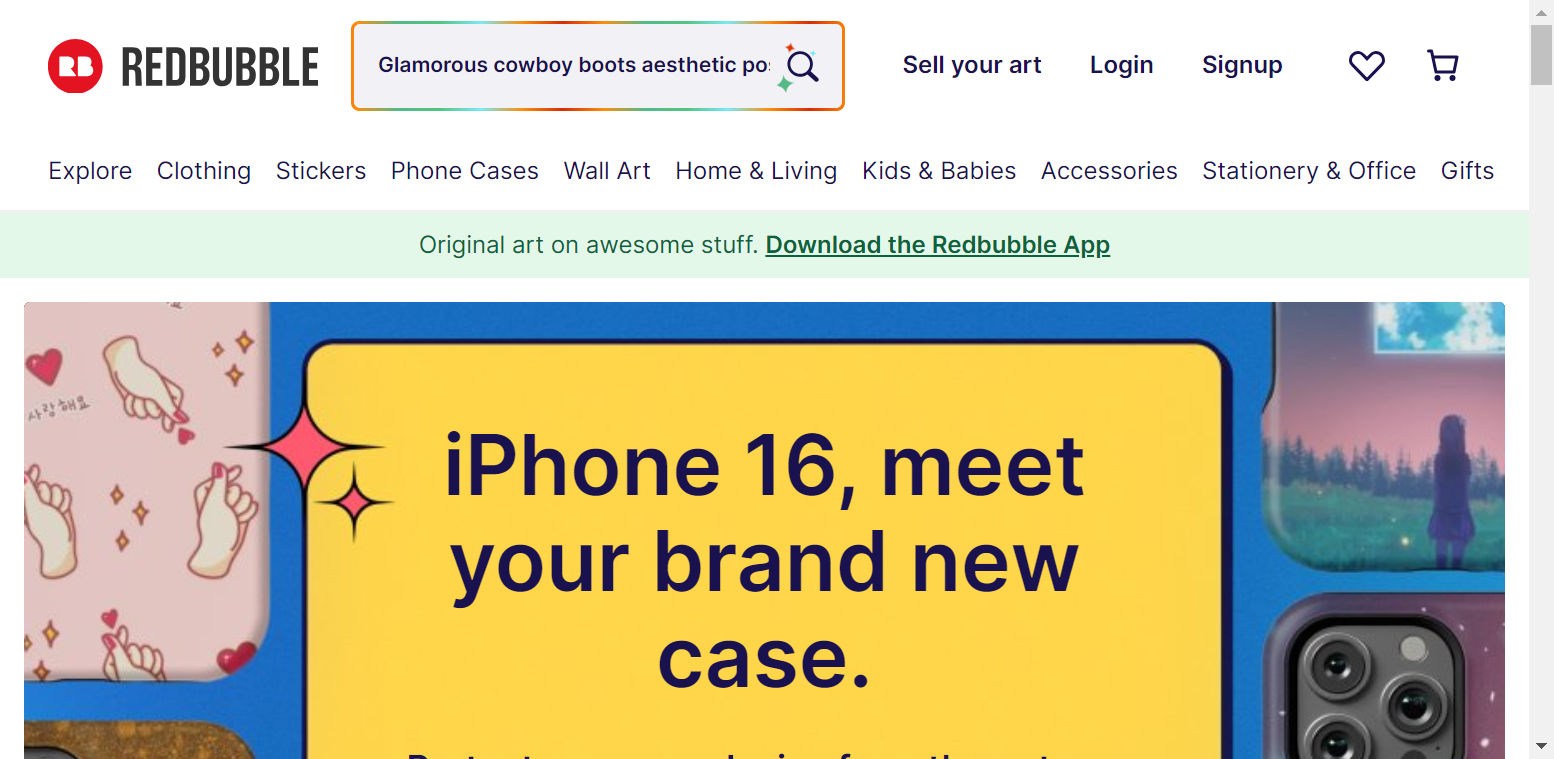 RB REDBUBBLE
Glamorous cowboy boots aesthetic po
Sell your art
Login
Signup
Explore
Clothing
Stickers
Phone Cases
Wall Art
Home & Living
Kids & Babies
Accessories
Stationery & Office
Gifts
Original art on awesome stuff. Download the Redbubble App
사랑해요
iPhone 16, meet
your brand new
case.